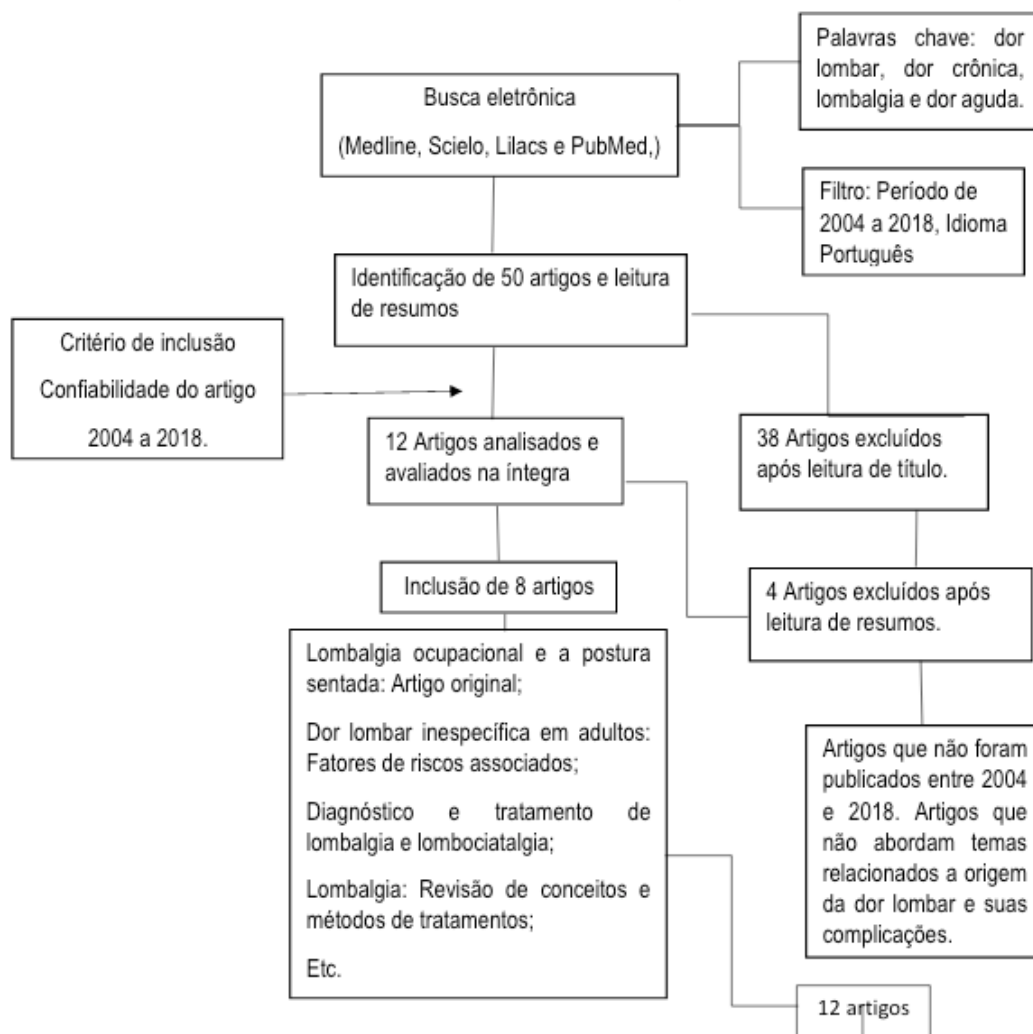 Palavras chave: dor
lombar, dor crônica,
lombalgia e dor aguda.
Busca eletrônica
(Medline, Scielo, Lilacs e PubMed,)
Filtro: Período de
2004 a 2018, Idioma
Português
Identificação de 50 artigos e leitura
de resumos
Critério de inclusão
Confiabilidade do artigo
2004 a 2018.
12 Artigos analisados e
avaliados na íntegra
38 Artigos excluídos
após leitura de título.
Inclusão de 8 artigos
4 Artigos excluídos após
leitura de resumos.
Lombalgia ocupacional e a postura
sentada: Artigo original;
Dor lombar inespecífica em adultos:
Fatores de riscos associados;
Diagnóstico e tratamento de
lombalgia e lombociatalgia;
Lombalgia: Revisão de conceitos e
métodos de tratamentos;
Etc.
Artigos que não foram
publicados entre 2004
e 2018. Artigos que
não abordam temas
relacionados a origem
da dor lombar e suas
complicações.
12 artigos